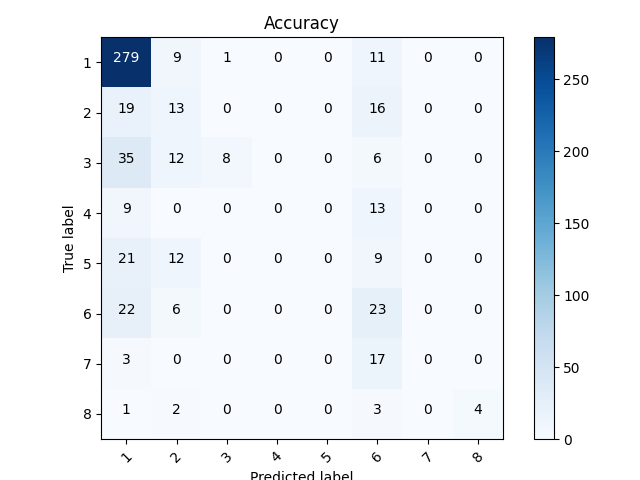 Accuracy
1 279 9 1 0 0 11 0 0
2 19 13 0 0 0 16 0 0
3 35 12 8 0 0 6 0 0
4 9 0 0 0 0 13 0 0
5 21 12 0 0 0 9 0 0
6 22 6 0 0 0 23 0 0
7 3 0 0 0 0 17 0 0
8 1 2 0 0 0 3 0 4
1 2 3 4 5 6 7 8
True label
Predicted label
250
200
150
100
50
0